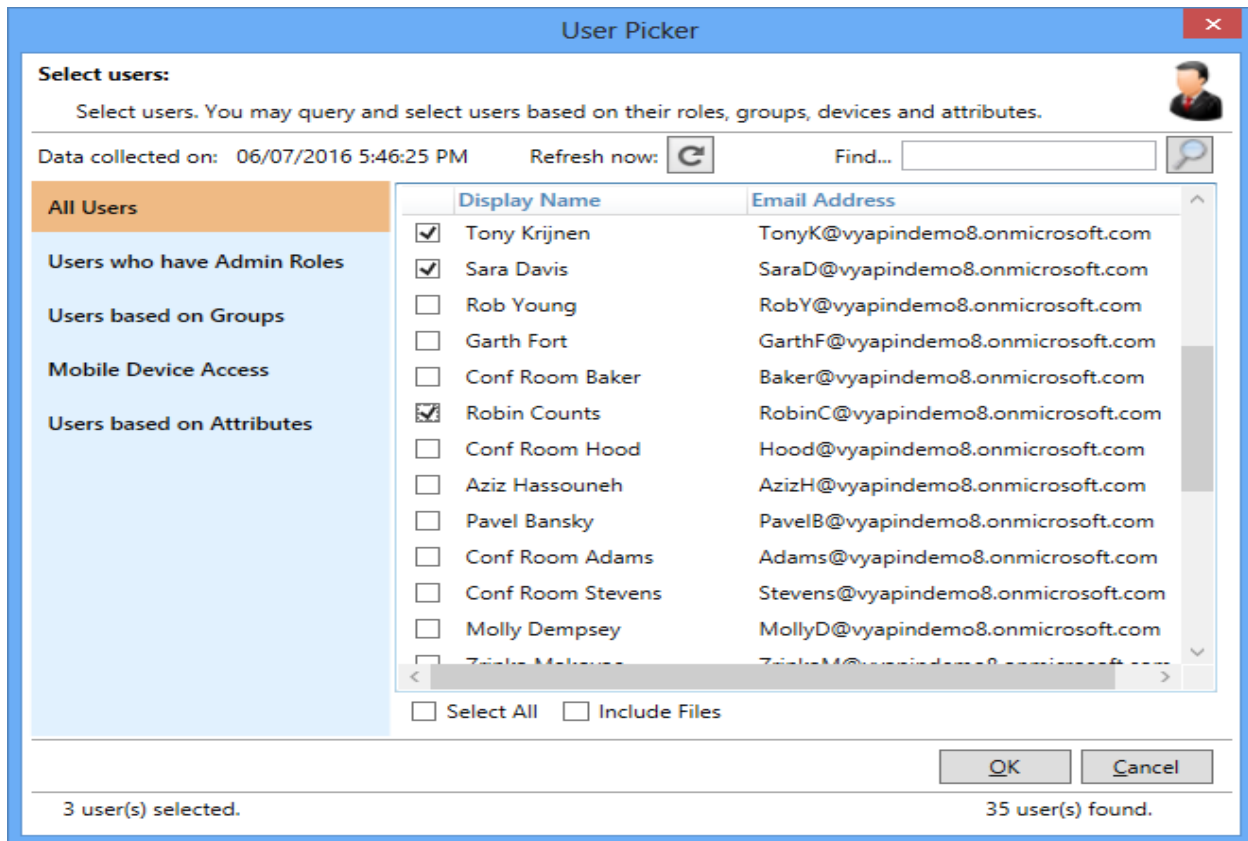 User Picker
Select users:
Select users. You may query and select users based on their roles, groups, devices and attributes.
Data collected on: 06/07/2016 5:46:25 PM Refresh now: Find...
All Users
Users who have Admin Roles
Users based on Groups
Mobile Device Access
Users based on Attributes
Display Name Email Address
Tony Krijnen TonyK@vyapindemo8.onmicrosoft.com
Sara Davis SaraD@vyapindemo8.onmicrosoft.com
Rob Young RobY@vyapindemo8.onmicrosoft.com
Garth Fort GarthF@vyapindemo8.onmicrosoft.com
Conf Room Baker Baker@vyapindemo8.onmicrosoft.com
Robin Counts RobinC@vyapindemo8.onmicrosoft.com
Conf Room Hood Hood@vyapindemo8.onmicrosoft.com
Aziz Hassouneh AzizH@vyapindemo8.onmicrosoft.com
Pavel Bansky PavelB@vyapindemo8.onmicrosoft.com
Conf Room Adams Adams@vyapindemo8.onmicrosoft.com
Conf Room Stevens Stevens@vyapindemo8.onmicrosoft.com
Molly Dempsey MollyD@vyapindemo8.onmicrosoft.com
Select All Include Files
OK Cancel
3 user(s) selected. 35 user(s) found.